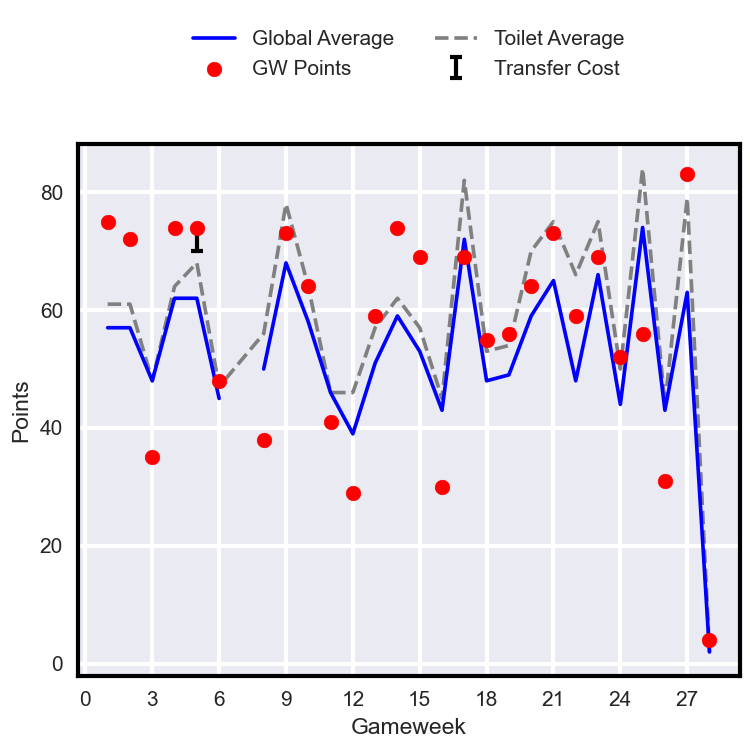 Global Average Toilet Average
GW Points Transfer Cost
80
60
40
20
0
Points
0 3 6 9 12 15 18 21 24 27
Gameweek